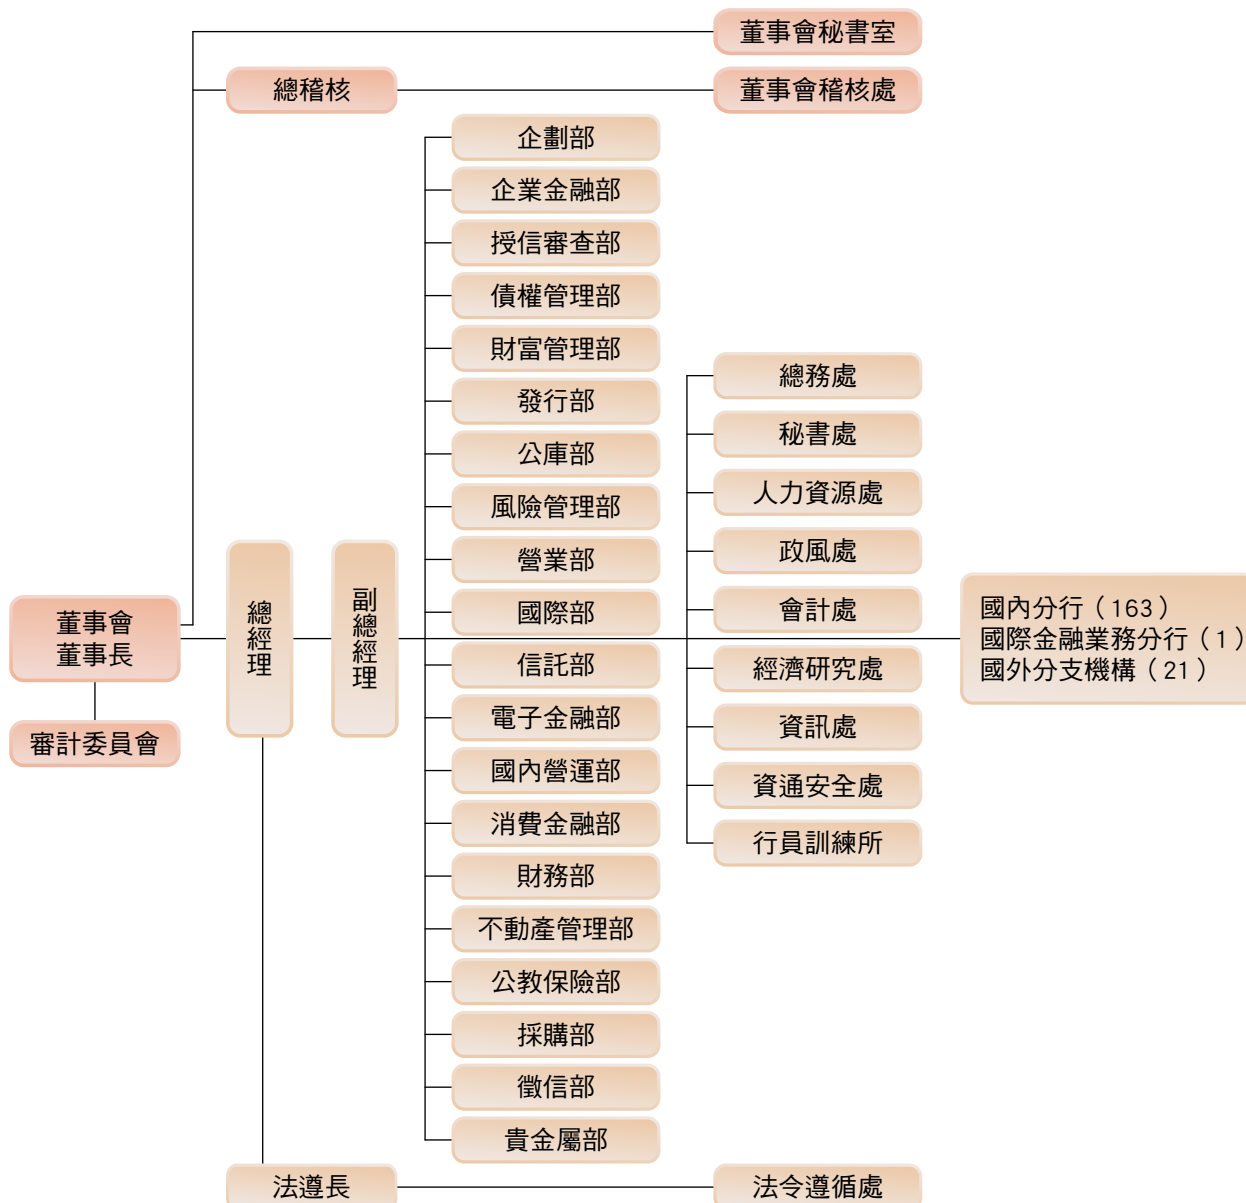 董事會秘書室
總稽核
董事會稽核處
企劃部
企業金融部
授信審查部
債權管理部
財富管理部
發行部
公庫部
風險管理部
營業部
國際部
信託部
電子金融部
國內營運部
消費金融部
財務部
不動產管理部
公教保險部
採購部
徵信部
貴金屬部
總務處
秘書處
人力資源處
政風處
會計處
經濟研究處
資訊處
資通安全處
行員訓練所
董事會
董事長
審計委員會
總經理
副總經理
國內分行（163）
國際金融業務分行（1）
國外分支機構（21）
法遵長
法令遵循處